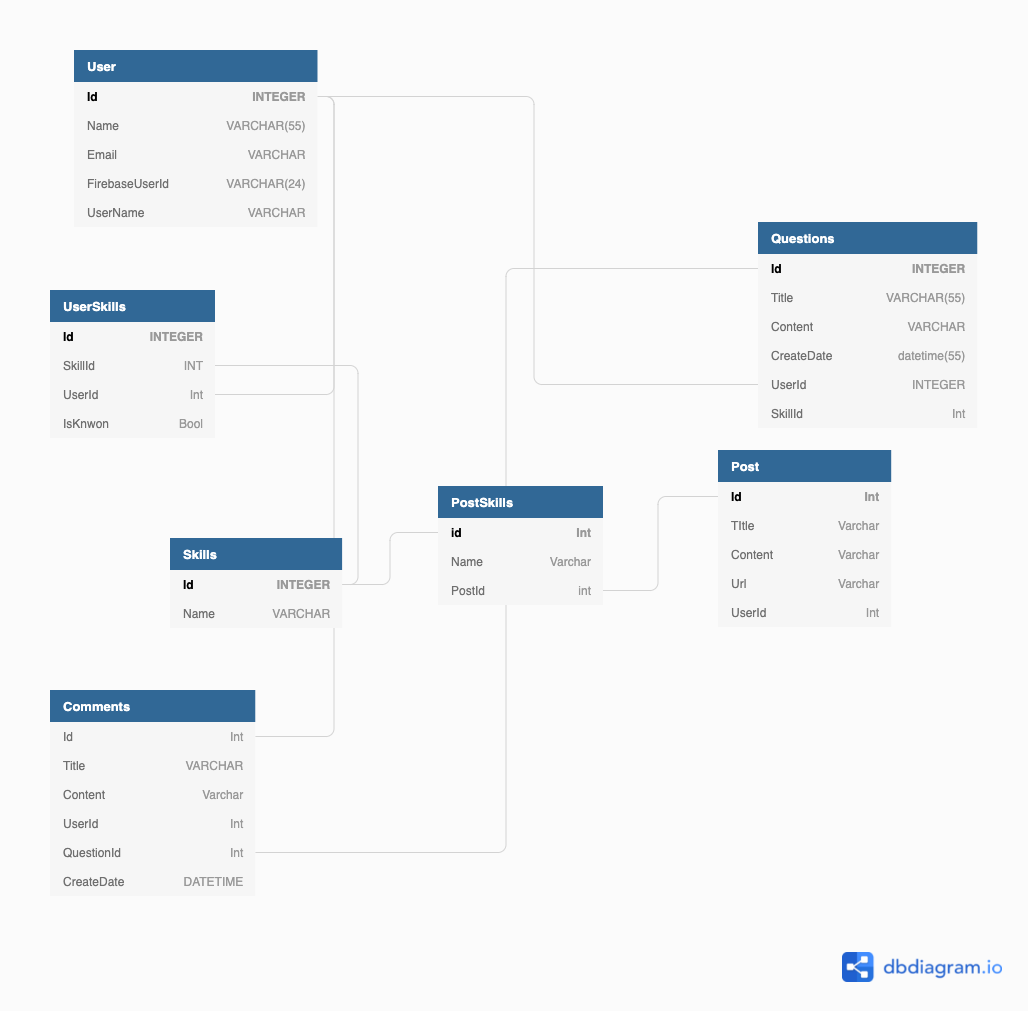 User
Id INTEGER
Name VARCHAR(55)
Email VARCHAR
FirebaseUserId VARCHAR(24)
UserName VARCHAR
Questions
Id INTEGER
Title VARCHAR(55)
Content VARCHAR
CreateDate datetime(55)
UserId INTEGER
SkillId Int
UserSkills
Id INTEGER
SkillId INT
UserId Int
IsKnwon Bool
Post
Id Int
TItle Varchar
Content Varchar
Url Varchar
UserId Int
PostSkills
id Int
Name Varchar
PostId int
Skills
Id INTEGER
Name VARCHAR
Comments
Id Int
Title VARCHAR
Content Varchar
UserId Int
QuestionId Int
CreateDate DATETIME
dbdiagram.io